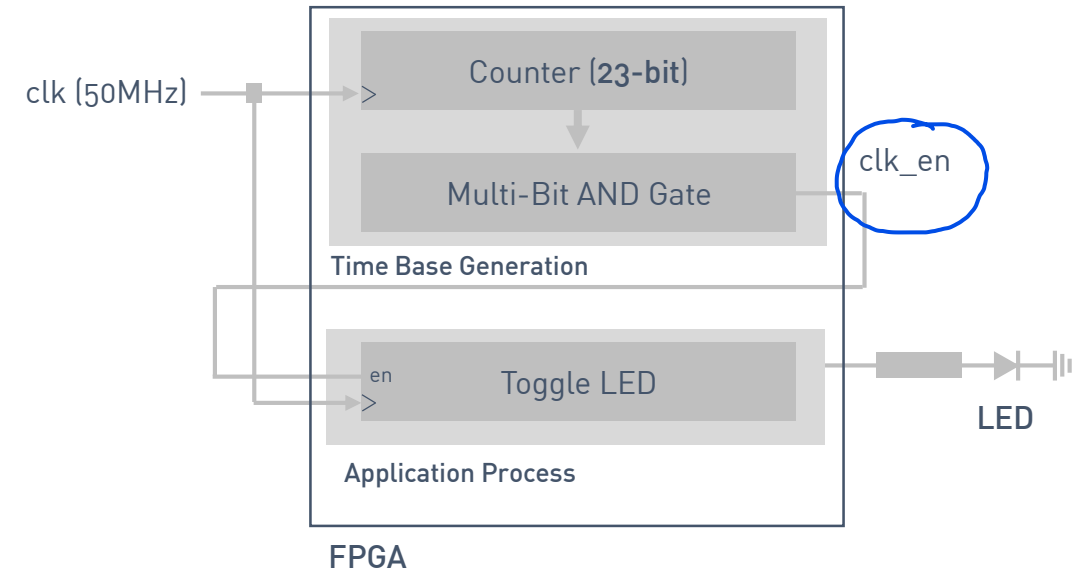 clk (50MHz)
Counter (23-bit)
clk_en
Multi-Bit AND Gate
Time Base Generation
en
Toggle LED
LED
Application Process
FPGA